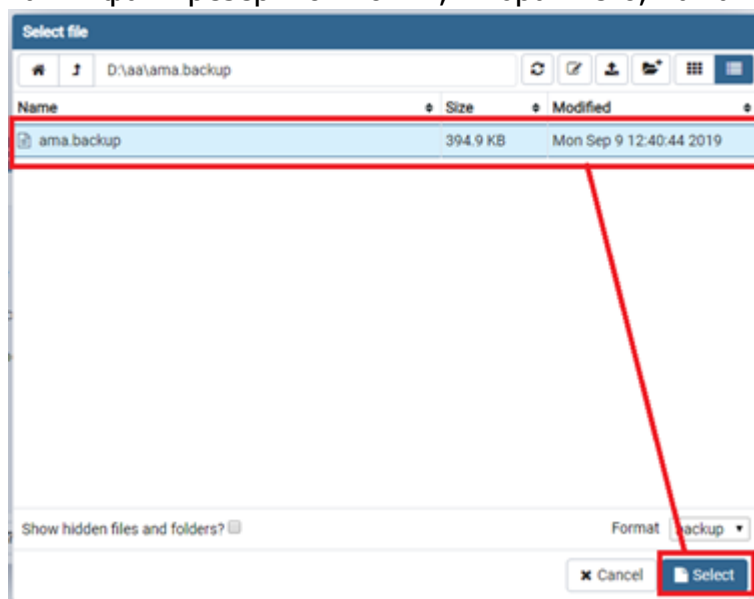 Select file
D:\aa\ama.backup
Name Size Modified
ama.backup 394.9 KB Mon Sep 9 12:40:44 2019
Show hidden files and folders? Format backup
Cancel Select